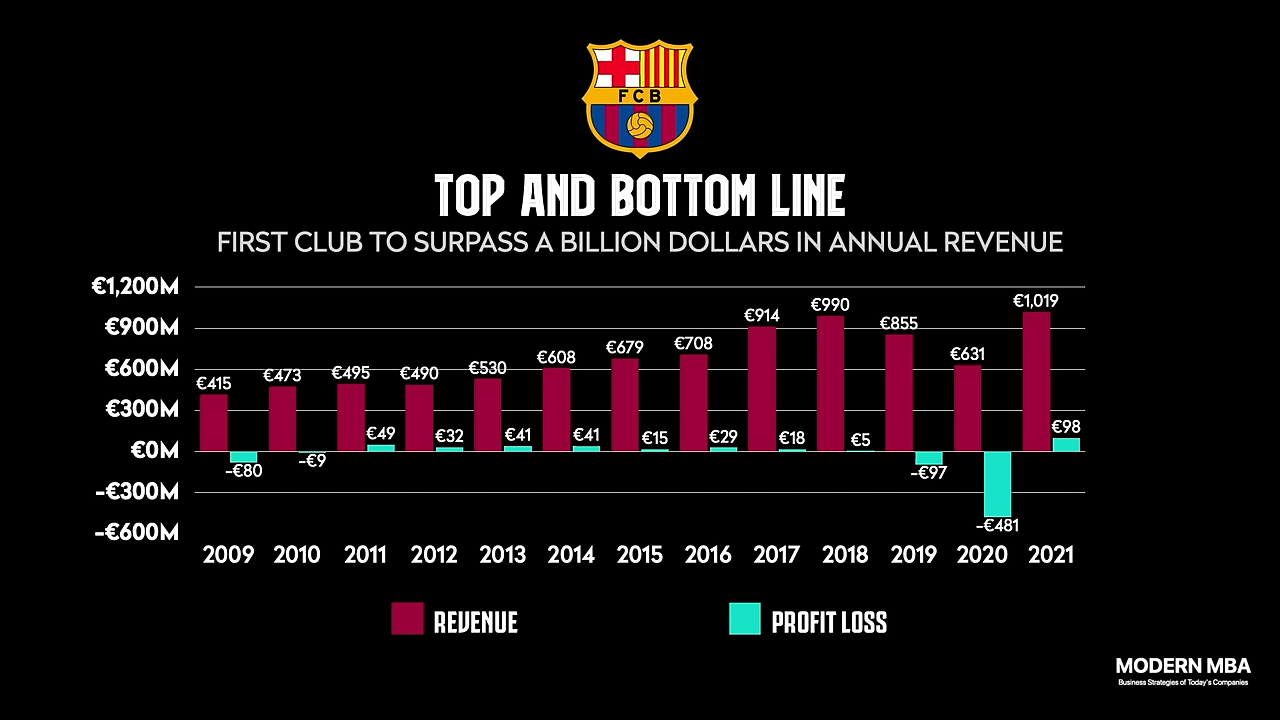 FCB
TOP AND BOTTOM LINE
FIRST CLUB TO SURPASS A BILLION DOLLARS IN ANNUAL REVENUE
€1,200M
€900M
€600M
€300M
€0M
-€300M
-€600M
€415 €473 €495 €490 €530 €608 €679 €708 €914 €990 €855 €631 €1,019
-€80 -€9 €49 €32 €41 €41 €15 €29 €18 €5 -€97 -€481 €98
2009 2010 2011 2012 2013 2014 2015 2016 2017 2018 2019 2020 2021
REVENUE PROFIT LOSS
MODERN MBA
Business Strategies of Today's Companies